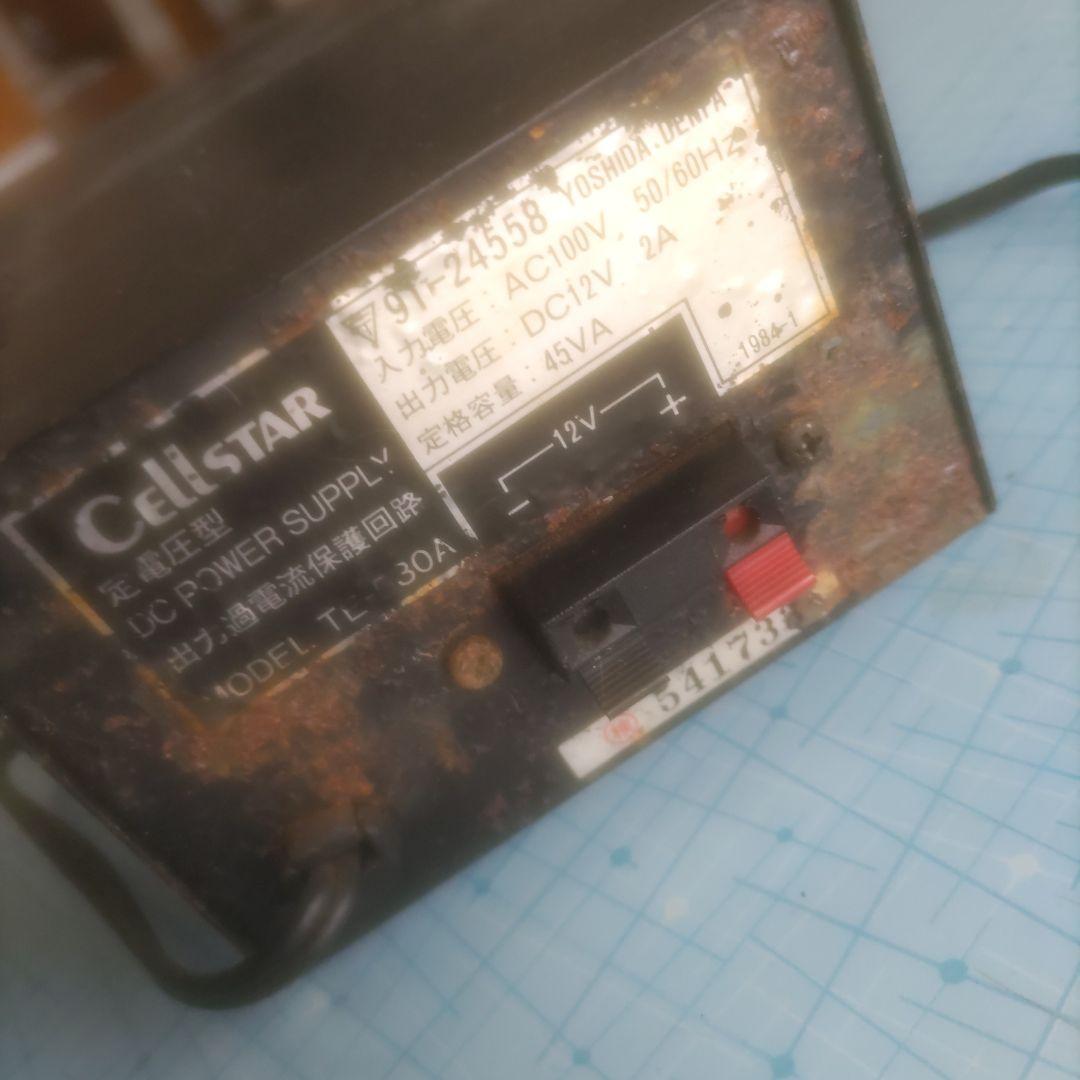 CellSTAR
定電圧型
DC POWER SUPPLY
出力過電流保護回路
MODEL. 30A
▽T 91-24558 YOSHIDA.DENPA
入力電圧 : AC100V 50/60Hz
出力電圧 : DC12V 2A
定格容量 : 45VA
1984-1
- 12V +
541738